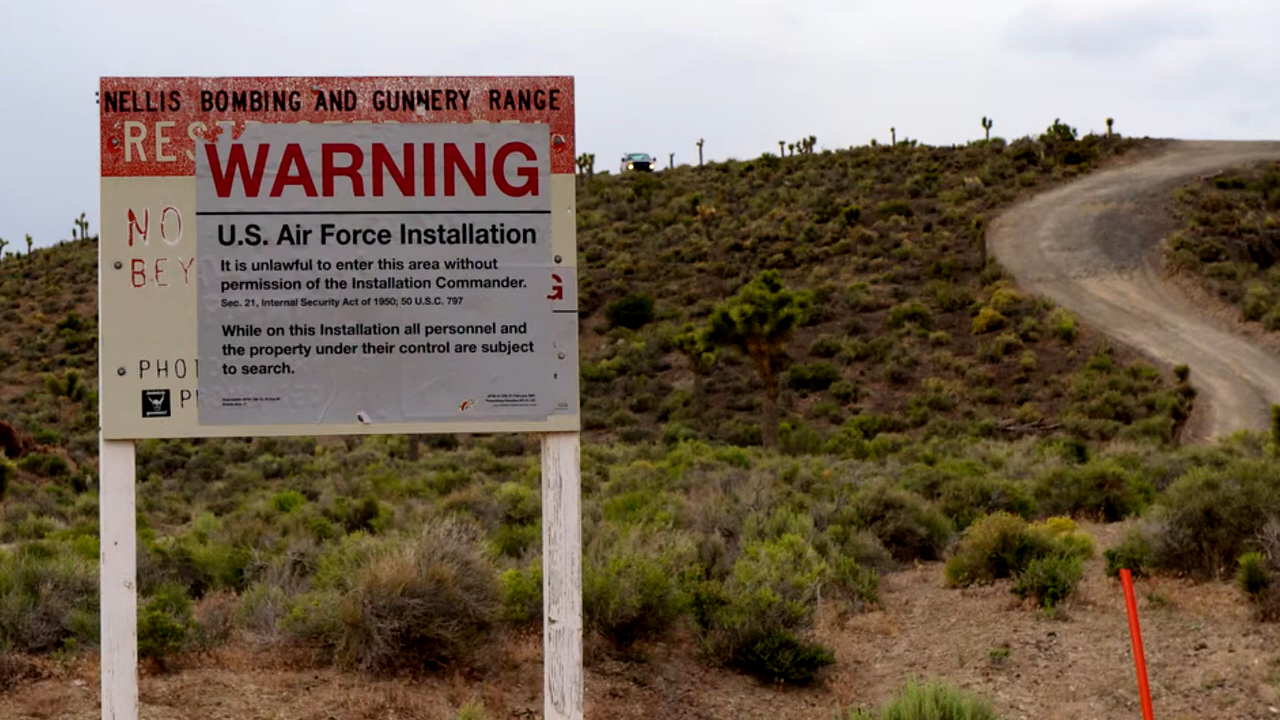 NELLIS BOMBING AND GUNNERY RANGE
WARNING
NO
U.S. Air Force Installation
BEY
It is unlawful to enter this area without
permission of the Installation Commander.
Sec. 21, Internal Security Act of 1950; 50 U.S.C. 797
While on this Installation all personnel and
the property under their control are subject
to search.